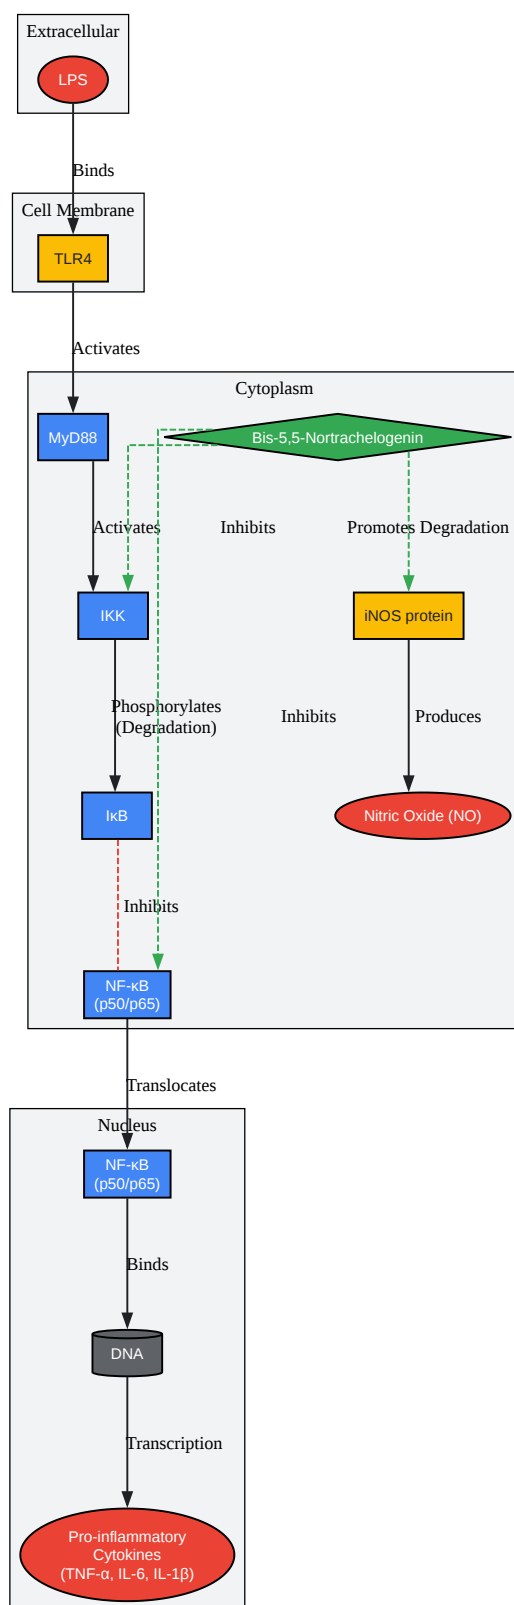 Extracellular
LPS
Binds
Cell Membrane
TLR4
Activates
Cytoplasm
MyD88
Bis-5,5-Nortrachelogenin
Activates
Inhibits
Promotes Degradation
IKK
iNOS protein
Phosphorylates
(Degradation)
Inhibits
Produces
IκB
Nitric Oxide (NO)
Inhibits
NF-κB
(p50/p65)
Translocates
Nucleus
NF-κB
(p50/p65)
Binds
DNA
Transcription
Pro-inflammatory
Cytokines
(TNF-α, IL-6, IL-1β)